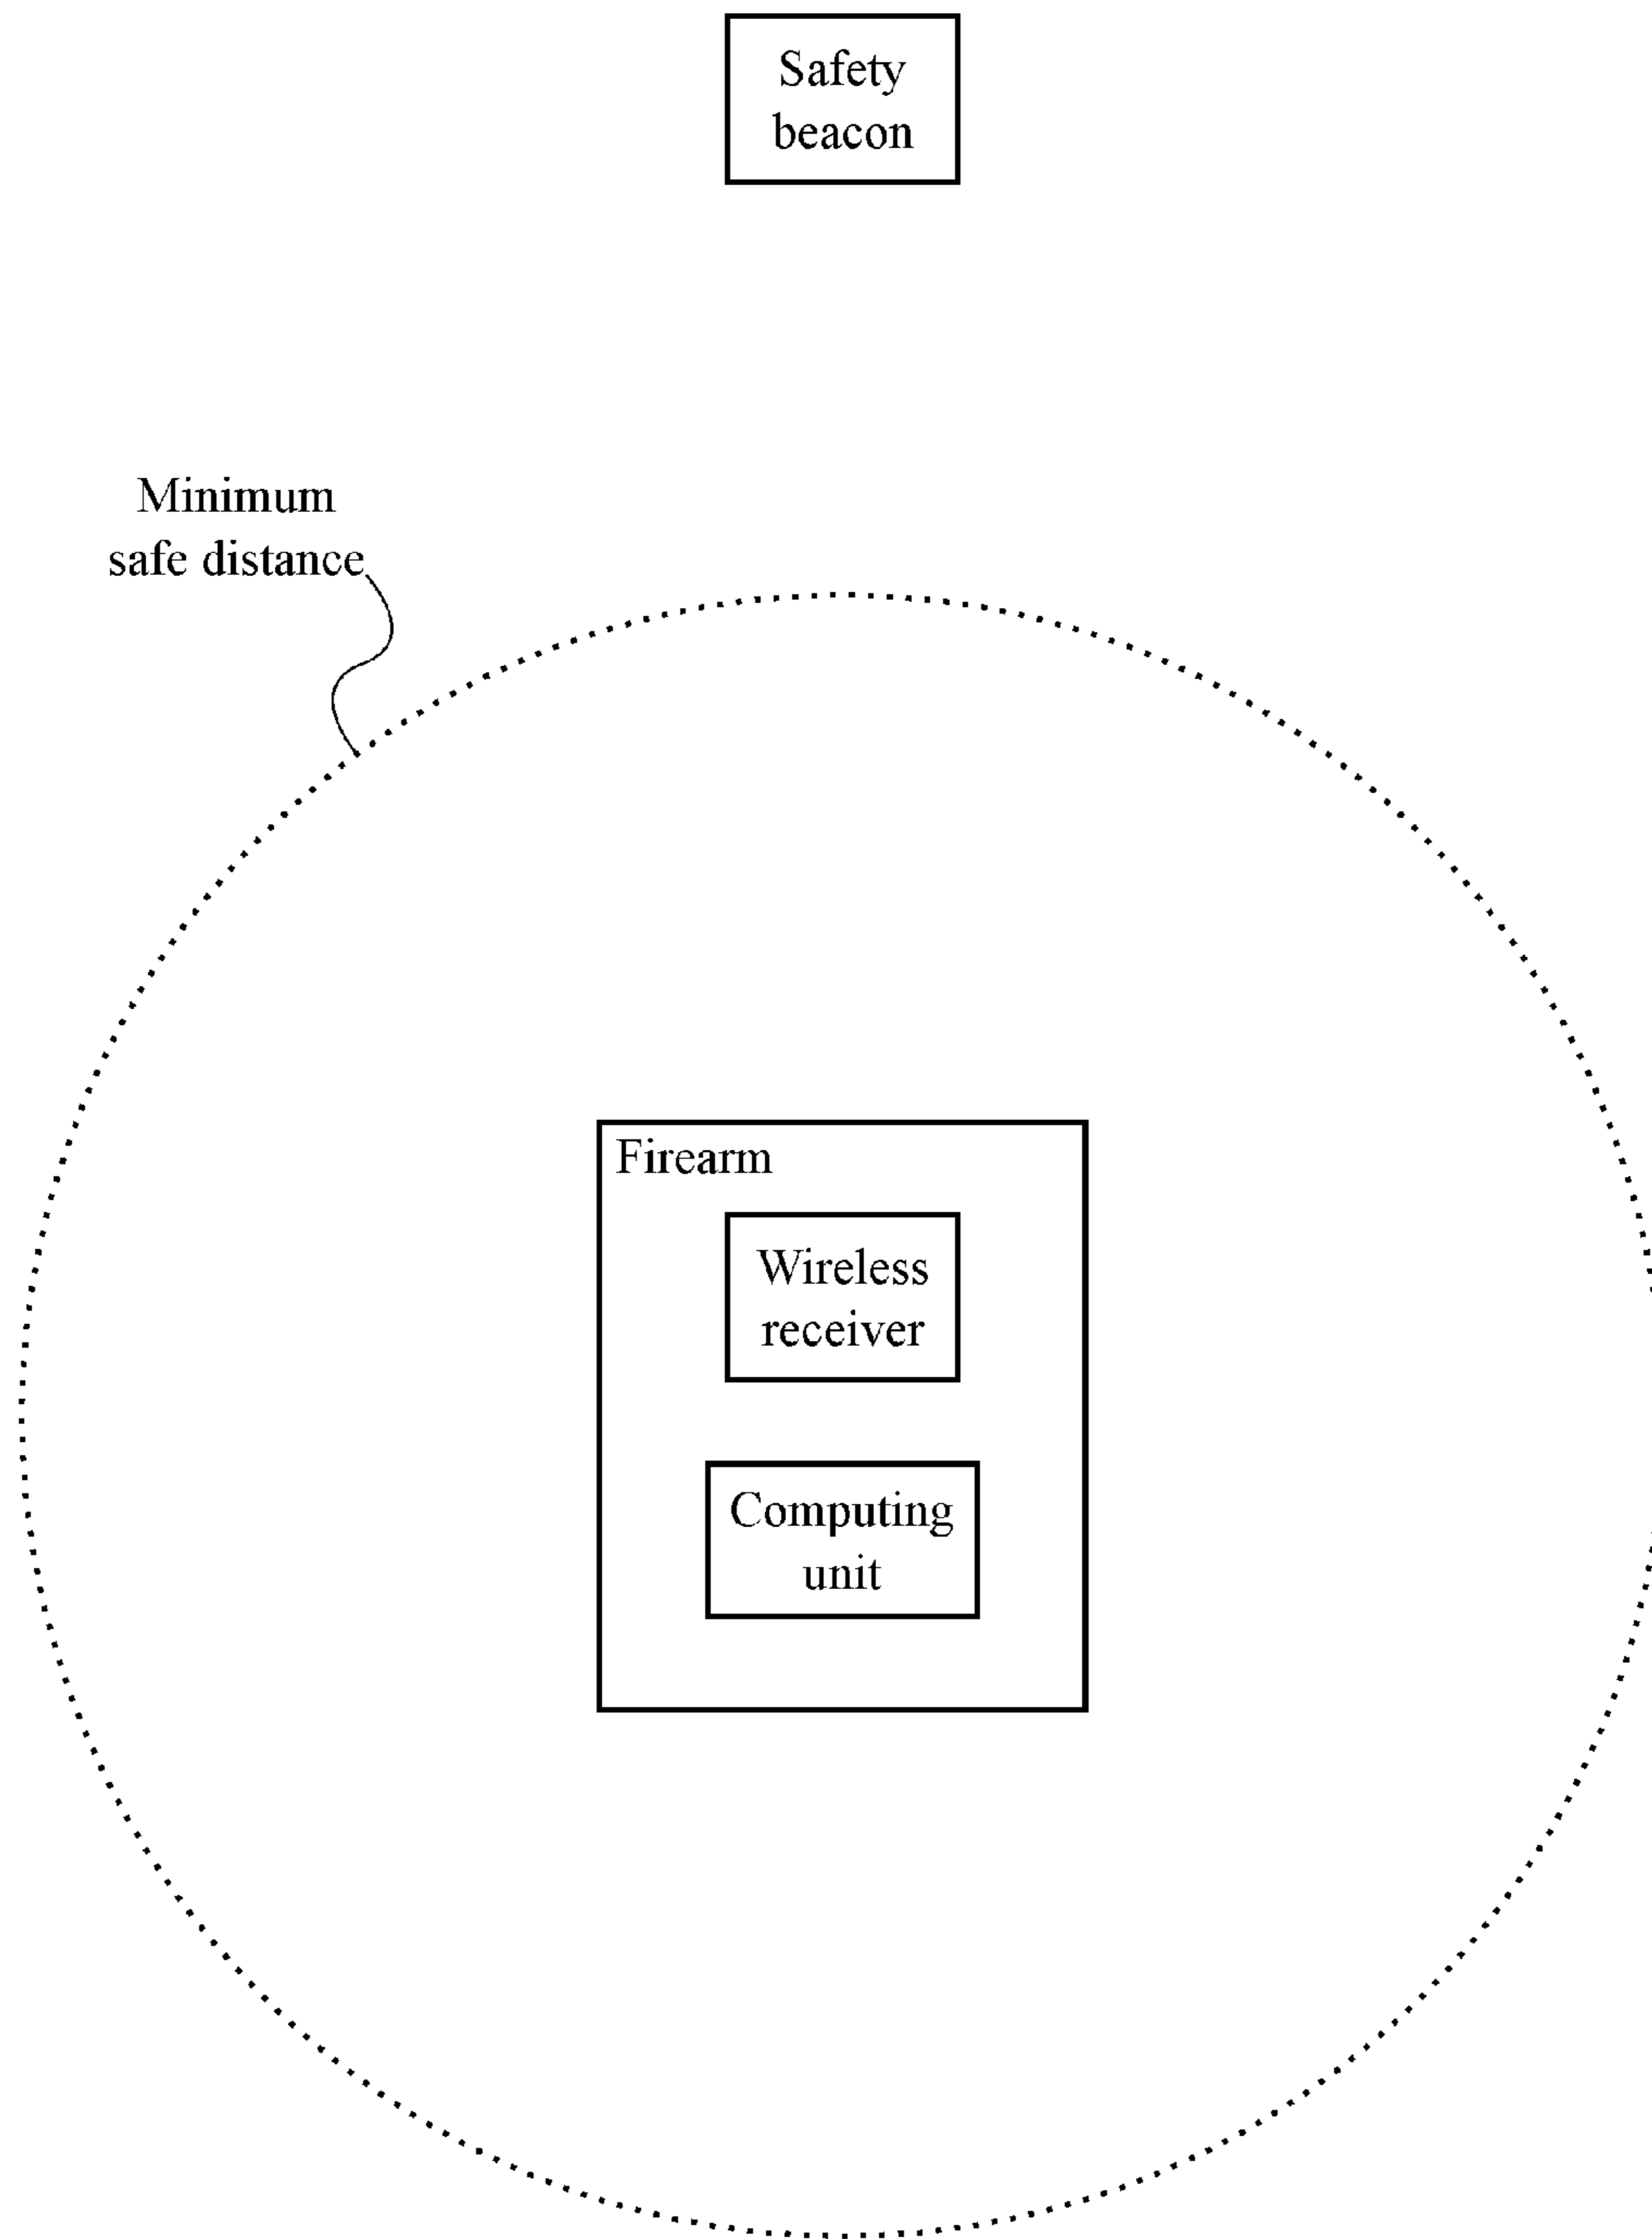 Safety
beacon
Minimum
safe distance
Firearm
Wireless
receiver
Computing
unit